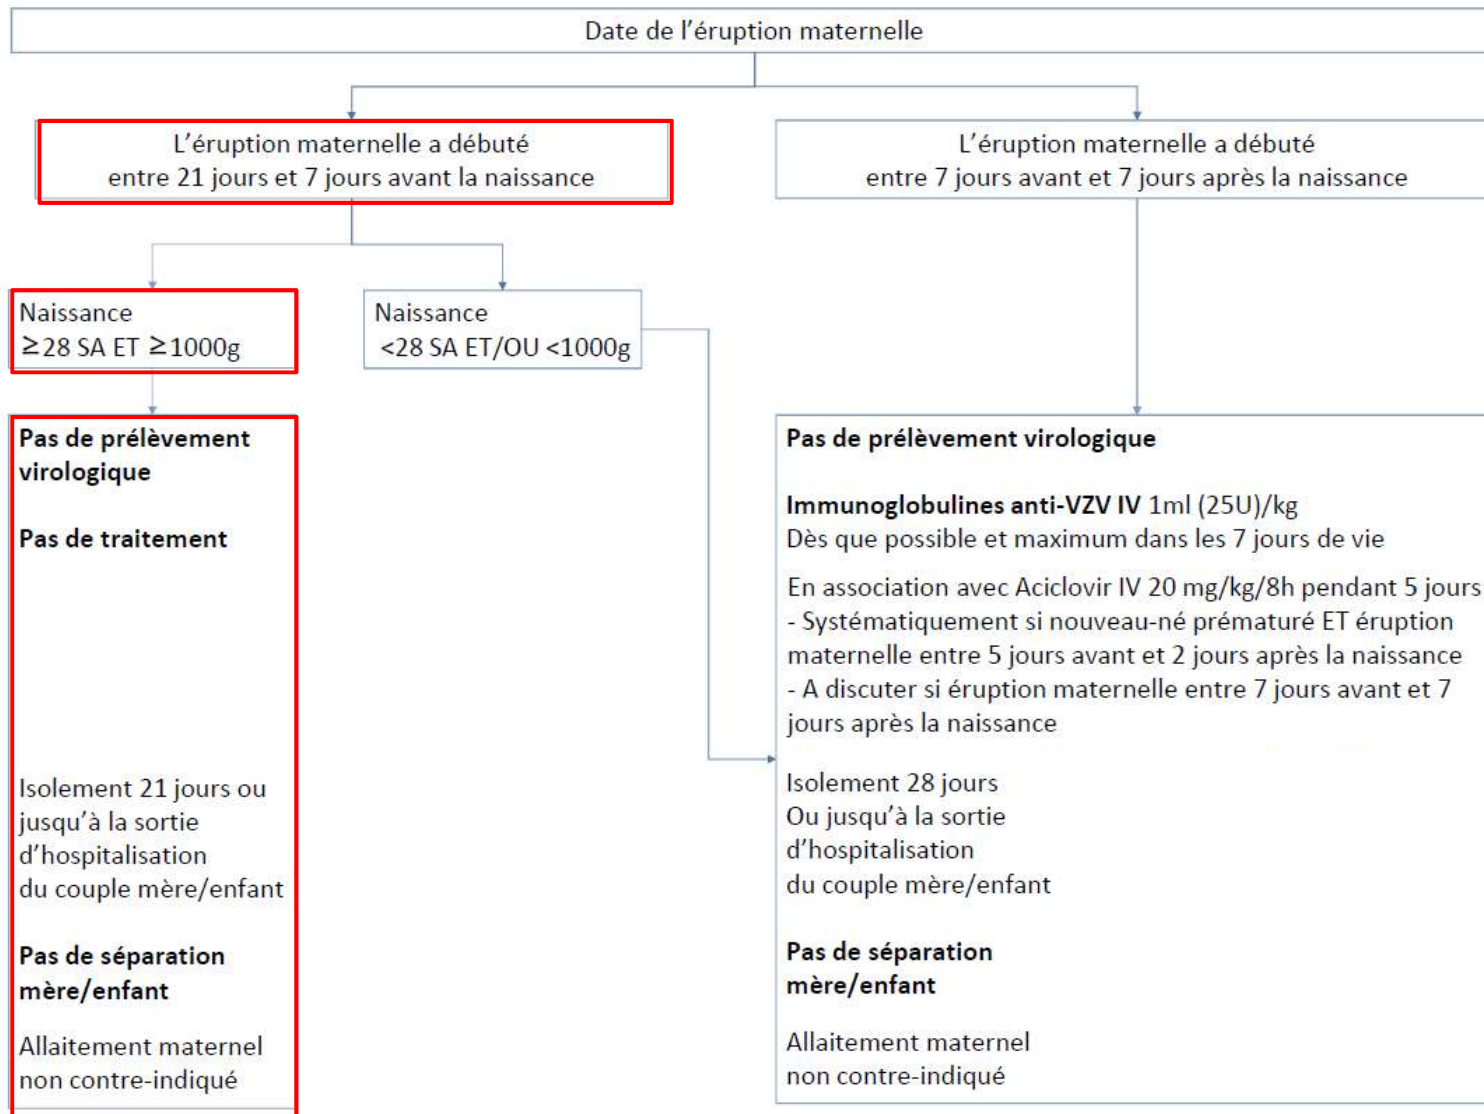 Date de l'éruption maternelle
L'éruption maternelle a débuté
entre 21 jours et 7 jours avant la naissance
L'éruption maternelle a débuté
entre 7 jours avant et 7 jours après la naissance
Naissance
≥28 SA ET ≥1000g
Naissance
<28 SA ET/OU <1000g
Pas de prélèvement
virologique
Pas de traitement
Isolement 21 jours ou
jusqu'à la sortie
d'hospitalisation
du couple mère/enfant
Pas de séparation
mère/enfant
Allaitement maternel
non contre-indiqué
Pas de prélèvement virologique
Immunoglobulines anti-VZV IV 1ml (25U)/kg
Dès que possible et maximum dans les 7 jours de vie
En association avec Aciclovir IV 20 mg/kg/8h pendant 5 jours
- Systématiquement si nouveau-né prématuré ET éruption
maternelle entre 5 jours avant et 2 jours après la naissance
- A discuter si éruption maternelle entre 7 jours avant et 7
jours après la naissance
Isolement 28 jours
Ou jusqu'à la sortie
d'hospitalisation
du couple mère/enfant
Pas de séparation
mère/enfant
Allaitement maternel
non contre-indiqué